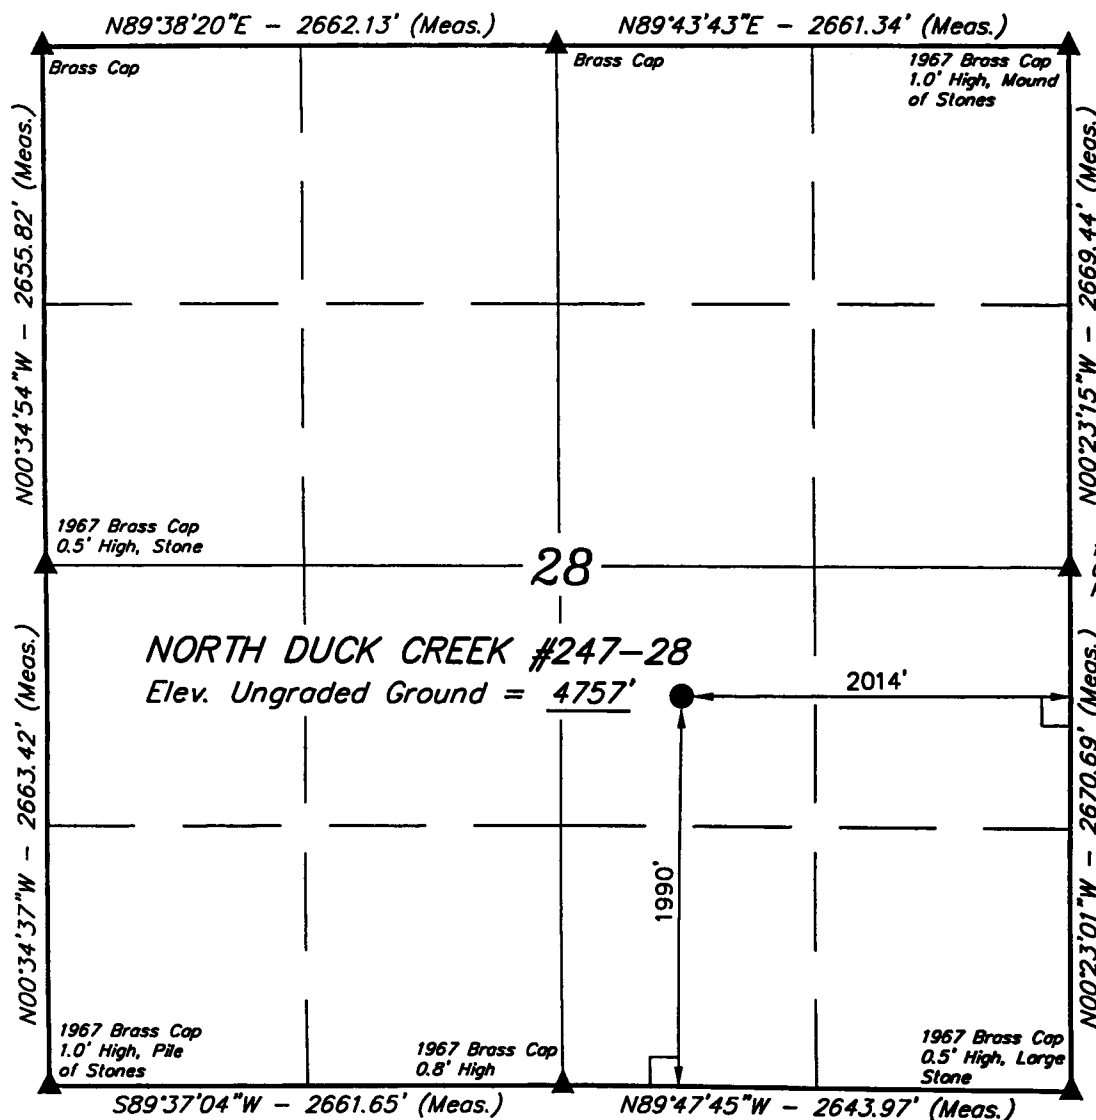 N89°38'20"E - 2662.13' (Meas.)
N89°43'43"E - 2661.34' (Meas.)
Brass Cap
Brass Cap
1967 Brass Cap
1.0' High, Mound
of Stones
N00°34'54"W - 2655.82' (Meas.)
N00°23'15"W - 2669.44' (Meas.)
1967 Brass Cap
0.5' High, Stone
28
NORTH DUCK CREEK #247-28
Elev. Ungraded Ground = 4757'
2014'
1990'
N00°34'37"W - 2663.42' (Meas.)
N00°23'01"W - 2670.69' (Meas.)
1967 Brass Cap
1.0' High, Pile
of Stones
1967 Brass Cap
0.8' High
1967 Brass Cap
0.5' High, Large
Stone
S89°37'04"W - 2661.65' (Meas.)
N89°47'45"W - 2643.97' (Meas.)